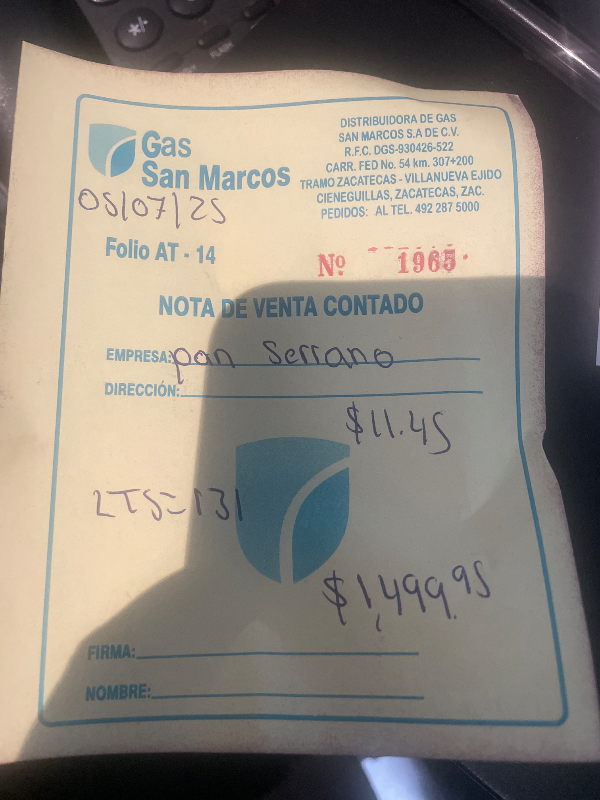 DISTRIBUIDORA DE GAS
SAN MARCOS S.A DE C.V.
R.F.C. DGS-930426-522
CARR. FED No. 54 km. 307+200
TRAMO ZACATECAS - VILLANUEVA EJIDO
CIENEGUILLAS, ZACATECAS, ZAC.
PEDIDOS: AL TEL. 492 287 5000
Gas
San Marcos
05/07/25
Folio AT - 14
Nº 1965
NOTA DE VENTA CONTADO
EMPRESA: pan Serrano
DIRECCIÓN:
$11.45
LTS=131
$1,499.95
FIRMA:
NOMBRE: